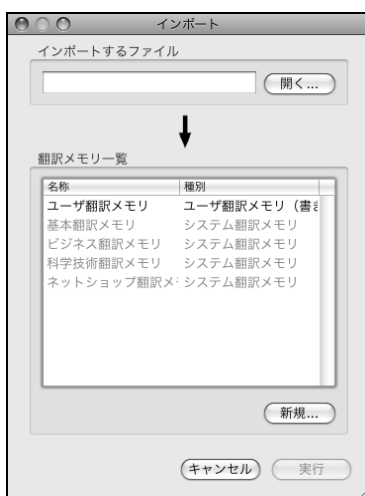 インポート
インポートするファイル
開く...
翻訳メモリ一覧
名称 種別
ユーザ翻訳メモリ ユーザ翻訳メモリ（書き
基本翻訳メモリ システム翻訳メモリ
ビジネス翻訳メモリ システム翻訳メモリ
科学技術翻訳メモリ システム翻訳メモリ
ネットショップ翻訳メモ システム翻訳メモリ
新規...
キャンセル 実行